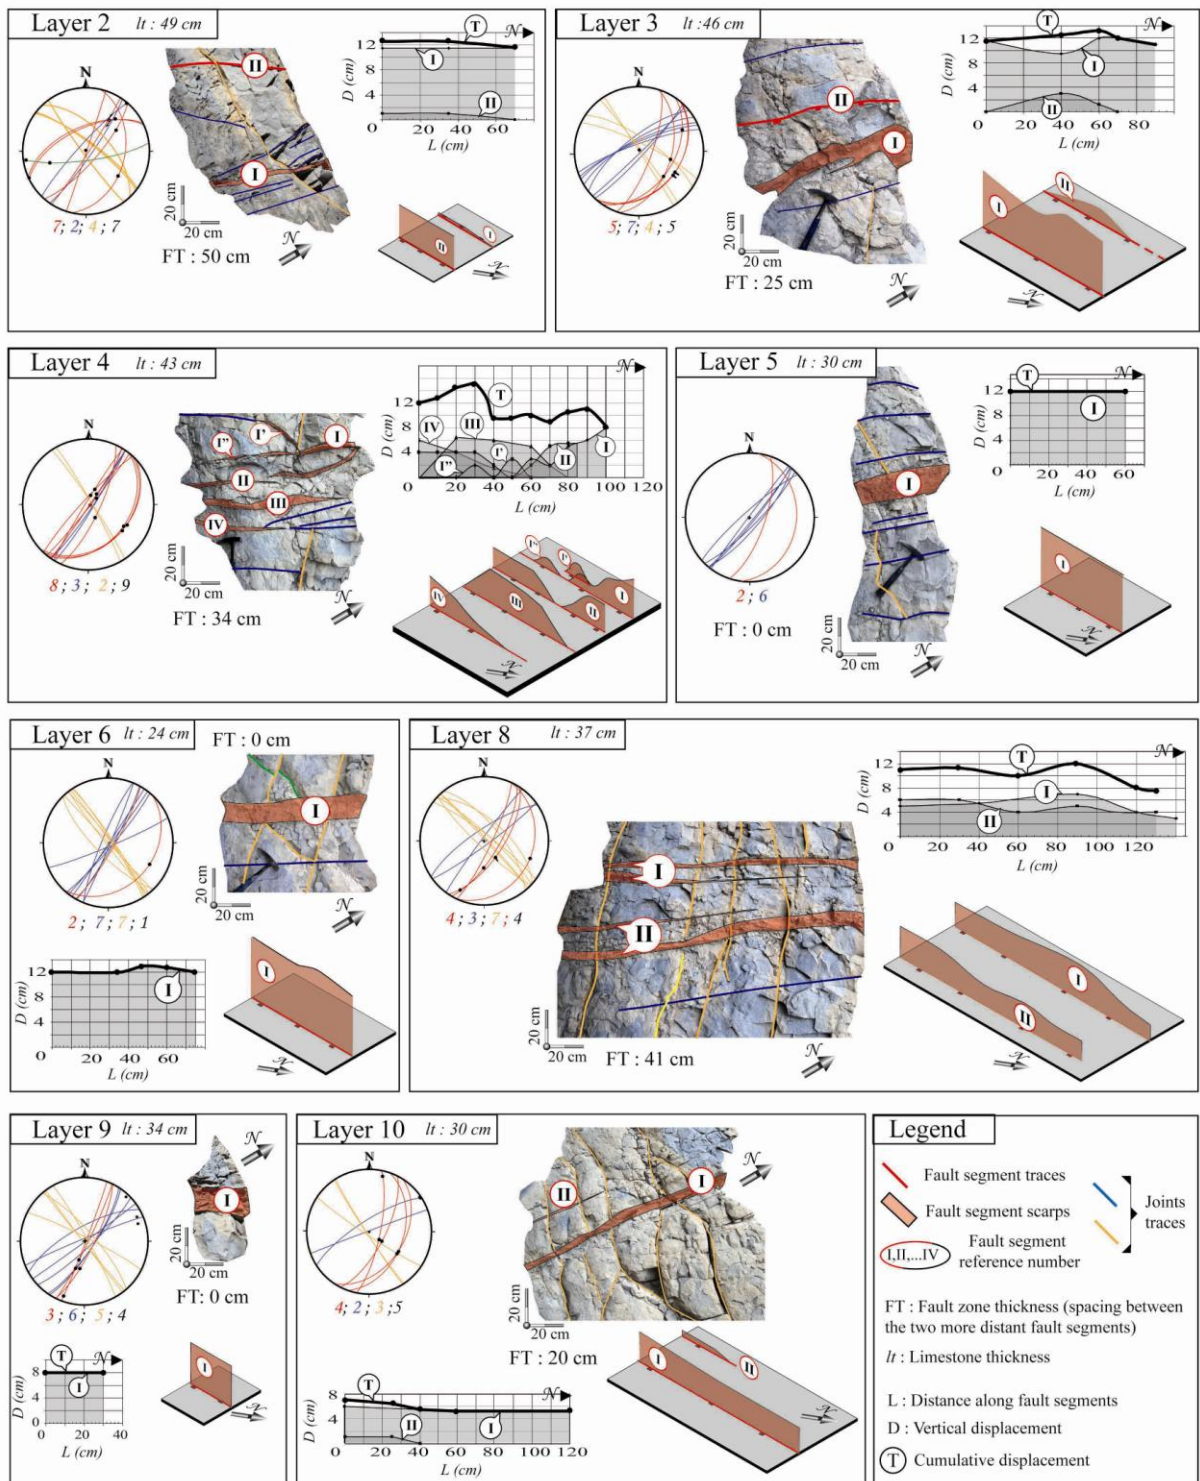 Layer 2 lt : 49 cm
N
7; 2; 4; 7
II
I
20 cm
20 cm
FT : 50 cm
N
D (cm)
12
8
4
0
20 40 60
L (cm)
T
I
II
N
II
I
N
Layer 3 lt :46 cm
N
5; 7; 4; 5
II
I
20 cm
20 cm
FT : 25 cm
N
D (cm)
12
8
4
0
20 40 60 80
L (cm)
T
I
II
N
I
II
N
Layer 4 lt : 43 cm
N
8 ; 3 ; 2 ; 9
I'
I
I''
II
III
IV
20 cm
20 cm
FT : 34 cm
N
D (cm)
12
8
4
0
20 40 60 80 100 120
L (cm)
T
IV
III
I'
I''
II
I
N
I''
I'
I
II
III
IV
N
Layer 5 lt : 30 cm
N
2 ; 6
FT : 0 cm
I
20 cm
20 cm
N
D (cm)
12
8
4
0 20 40 60
L (cm)
T
I
N
I
N
Layer 6 lt : 24 cm
FT : 0 cm
N
2 ; 7 ; 7 ; 1
I
20 cm
20 cm
N
D (cm)
12
8
4
0 20 40 60
L (cm)
I
I
N
Layer 8 lt : 37 cm
N
4 ; 3 ; 7 ; 4
I
II
20 cm
20 cm
FT : 41 cm
N
D (cm)
12
8
4
0 20 40 60 80 100 120
L (cm)
T
I
II
N
I
II
N
Layer 9 lt : 34 cm
N
3 ; 6 ; 5 ; 4
N
I
20 cm
20 cm
FT: 0 cm
D (cm)
8
4
0
0 20 40
L (cm)
T
I
N
I
N
Layer 10 lt : 30 cm
N
4; 2 ; 3 ;5
II
I
N
20 cm
20 cm
FT : 20 cm
D (cm)
8
4
0 20 40 60 80 100 120
L (cm)
T
II
I
N
I
II
N
Legend
Fault segment traces
Fault segment scarps
I,II,...IV Fault segment
reference number
Joints
traces
FT : Fault zone thickness (spacing between
the two more distant fault segments)
lt : Limestone thickness
L : Distance along fault segments
D : Vertical displacement
T Cumulative displacement